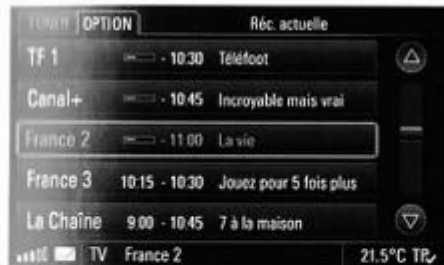 TUNER OPTION Réc. actuelle
TF 1 - 10:30 Téléfoot
Canal+ - 10:45 Incroyable mais vrai
France 2 - 11:00 La vie
France 3 10:15 - 10:30 Jouez pour 5 fois plus
La Chaîne 9:00 - 10:45 7 à la maison
TV France 2 21.5°C TP